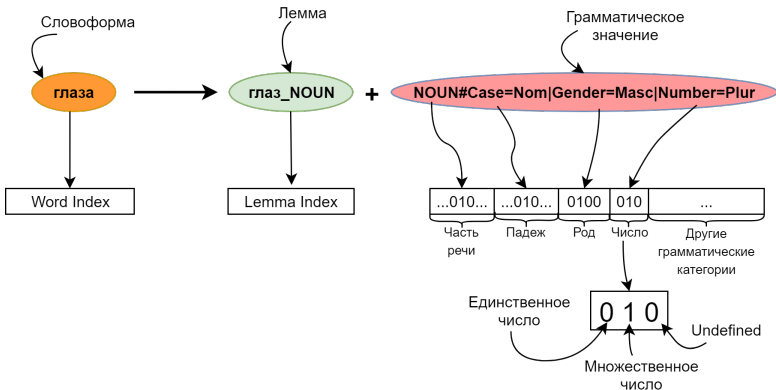 Словоформа
Лемма
Грамматическое
значение
глаза
глаз_NOUN
+
NOUN#Case=Nom|Gender=Masc|Number=Plur
Word Index
Lemma Index
...010...
...010...
0100
010
...
Часть
речи
Падеж
Род
Число
Другие
грамматические
категории
Единственное
число
0 1 0
Undefined
Множественное
число